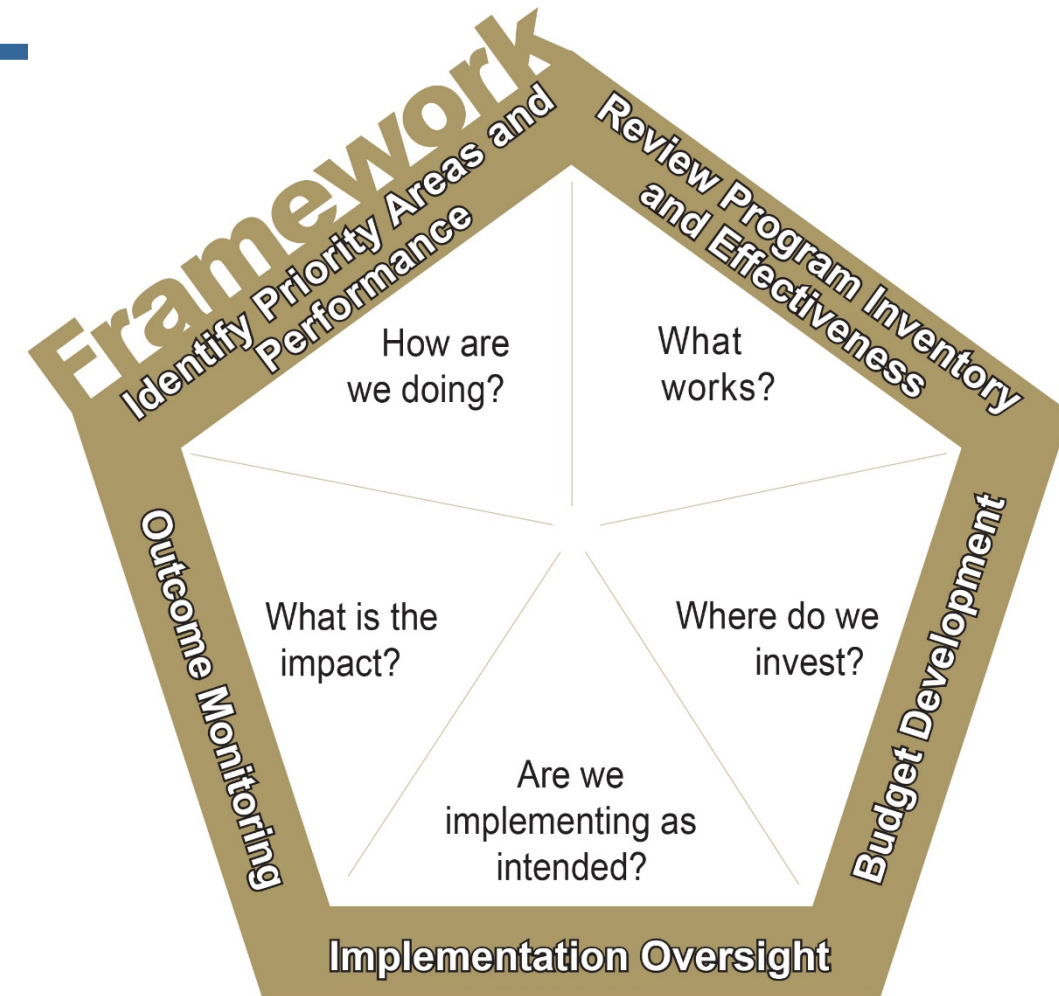 Framework
Identify Priority Areas and
Performance
Review Program Inventory
and Effectiveness
How are
we doing?
What
works?
Outcome Monitoring
What is the
impact?
Where do we
invest?
Budget Development
Are we
implementing as
intended?
Implementation Oversight